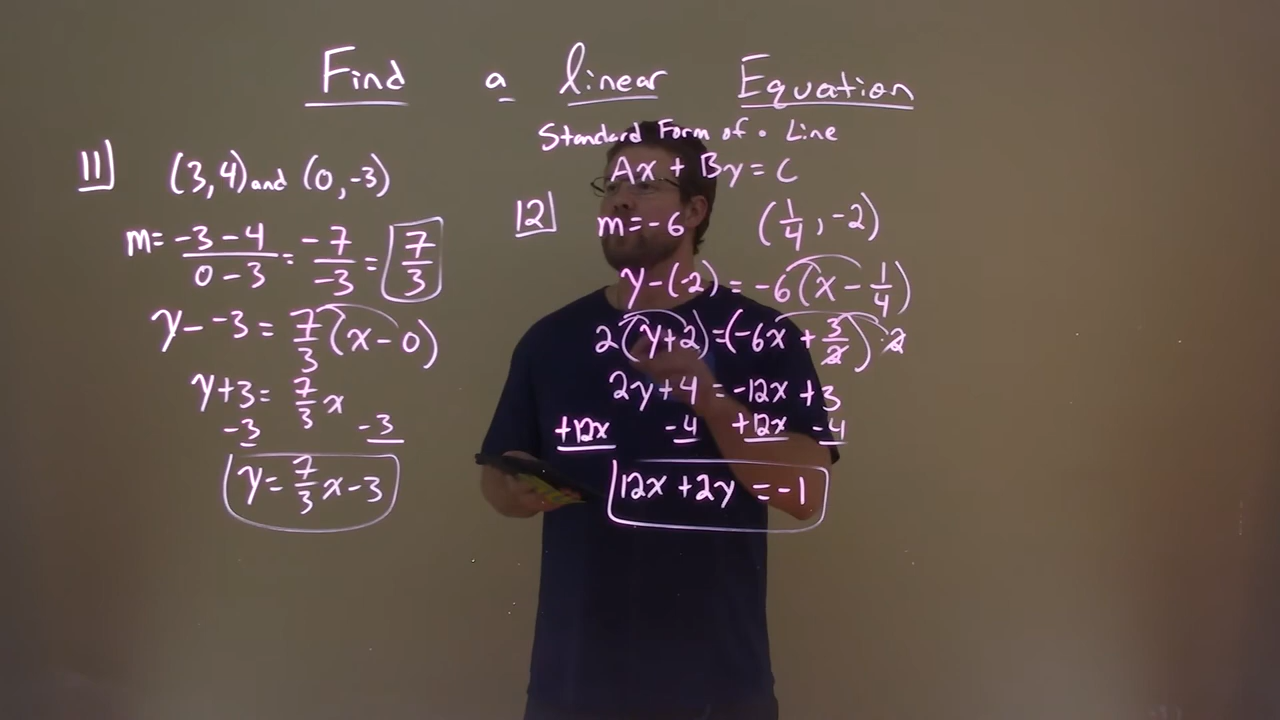 Find a linear Equation
Standard Form of a Line
Ax + By = C
11 (3,4) and (0,-3)
m = -3-4 / 0-3 = -7 / -3 = 7/3
y - -3 = 7/3 (x-0)
y+3 = 7/3 x
-3 -3
y = 7/3 x - 3
12 m = -6 (1/4, -2)
y-(-2) = -6(x - 1/4)
2(y+2) = (-6x + 3/2)·2
2y+4 = -12x + 3
+12x -4 +12x -4
12x + 2y = -1